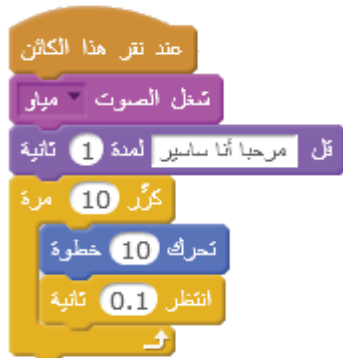 عند نقر هذا الكائن
شغل الصوت مياو
قل مرحبا أنا ساسير لمدة 1 ثانية
كرّر 10 مرة
تحرك 10 خطوة
انتظر 0.1 ثانية